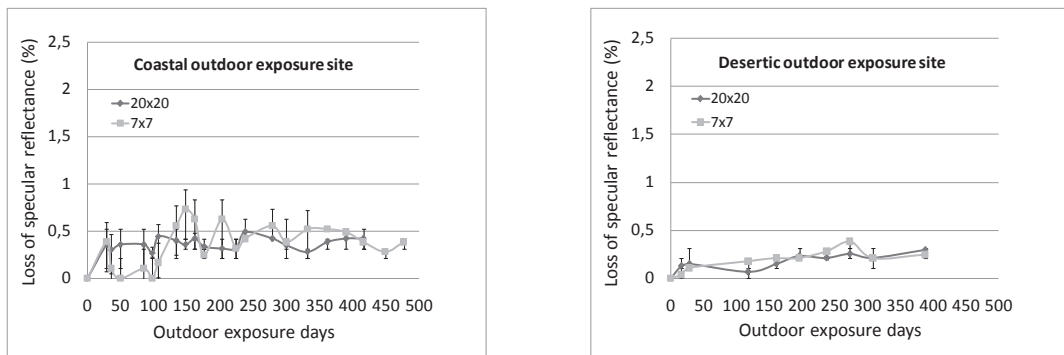 2,5
2
1,5
1
0,5
0
Loss of specular reflectance (%)
Coastal outdoor exposure site
20x20
7x7
0 50 100 150 200 250 300 350 400 450 500
Outdoor exposure days
2,5
2
1,5
1
0,5
0
Loss of specular reflectance (%)
Desertic outdoor exposure site
20x20
7x7
0 50 100 150 200 250 300 350 400 450 500
Outdoor exposure days